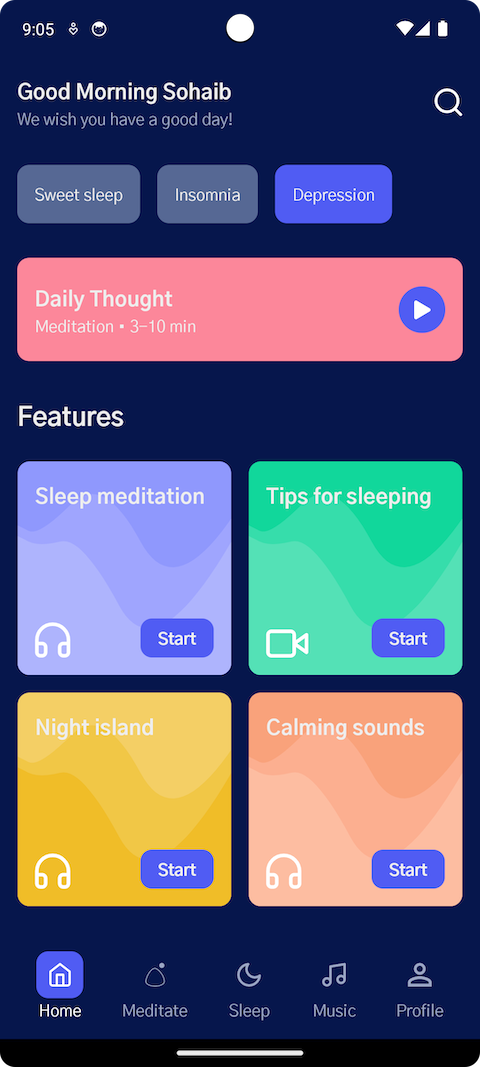 9:05
Good Morning Sohaib
We wish you have a good day!
Sweet sleep
Insomnia
Depression
Daily Thought
Meditation • 3-10 min
Features
Sleep meditation
Tips for sleeping
Start
Start
Night island
Calming sounds
Start
Start
Home
Meditate
Sleep
Music
Profile